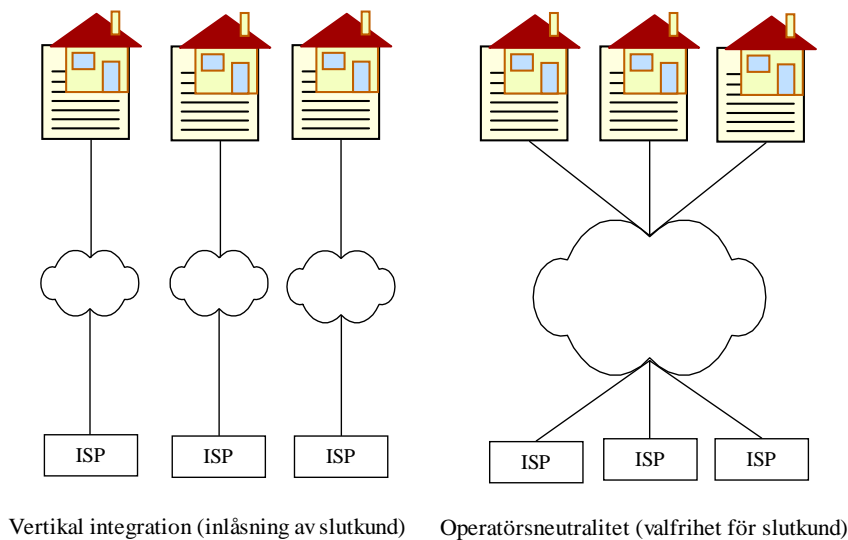 ISP ISP ISP ISP ISP ISP
Vertikal integration (inlåsning av slutkund) Operatörsneutralitet (valfrihet för slutkund)